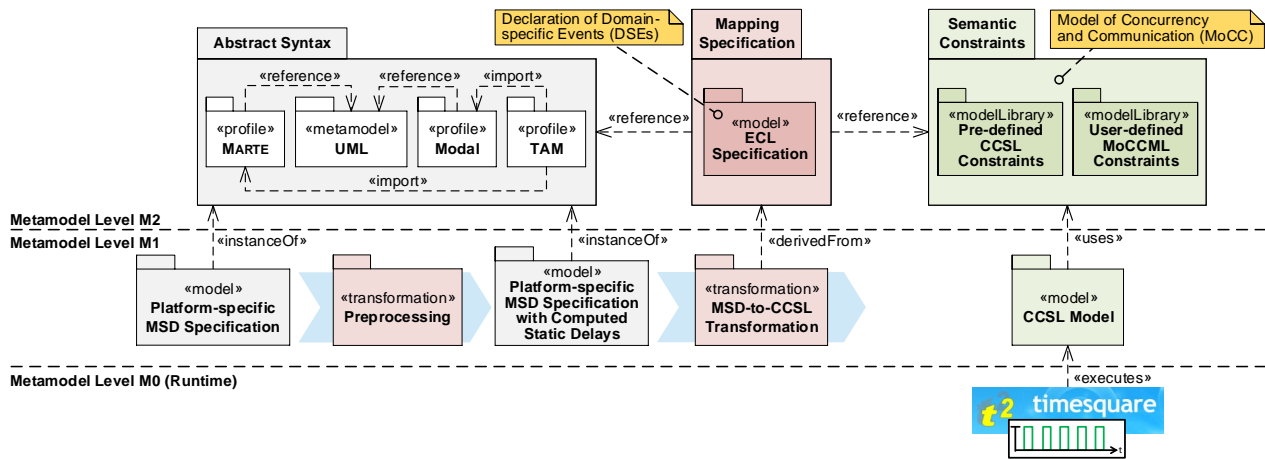 Declaration of Domain-
specific Events (DSEs)
Mapping
Specification
Semantic
Constraints
Model of Concurrency
and Communication (MoCC)
Abstract Syntax
«reference»
«reference»
«import»
«profile»
MARTE
«metamodel»
UML
«profile»
Modal
«profile»
TAM
«import»
«reference»
«model»
ECL
Specification
«reference»
«modelLibrary»
Pre-defined
CCSL
Constraints
«modelLibrary»
User-defined
MoCCML
Constraints
Metamodel Level M2
Metamodel Level M1
«instanceOf»
«instanceOf»
«derivedFrom»
«uses»
«model»
Platform-specific
MSD Specification
«transformation»
Preprocessing
«model»
Platform-specific
MSD Specification
with Computed
Static Delays
«transformation»
MSD-to-CCSL
Transformation
«model»
CCSL Model
Metamodel Level M0 (Runtime)
«executes»
t2 timesquare
t